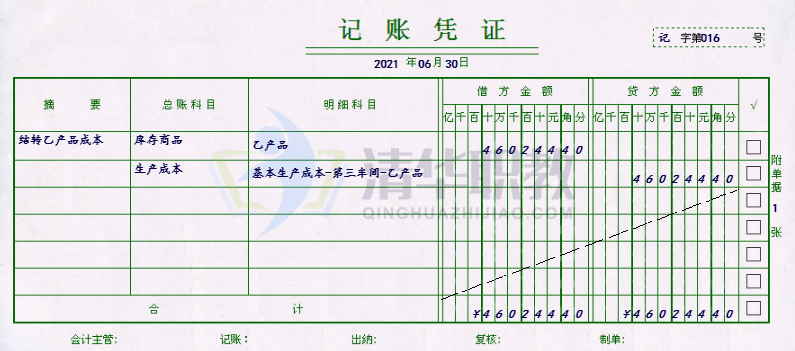 记 账 凭 证
记 字第016 号
2021 年 06 月 30 日
摘 要 总账科目 明细科目 借 方 金 额 贷 方 金 额 √
亿 千 百 十 万 千 百 十 元 角 分 亿 千 百 十 万 千 百 十 元 角 分
结转乙产品成本 库存商品 乙产品 46024440
生产成本 基本生产成本-第三车间-乙产品 46024440
合 计 ¥46024440 ¥46024440
附单据 1 张
会计主管: 记账: 出纳: 复核: 制单:
清华职教
QINGHUAZHIJIAO.COM